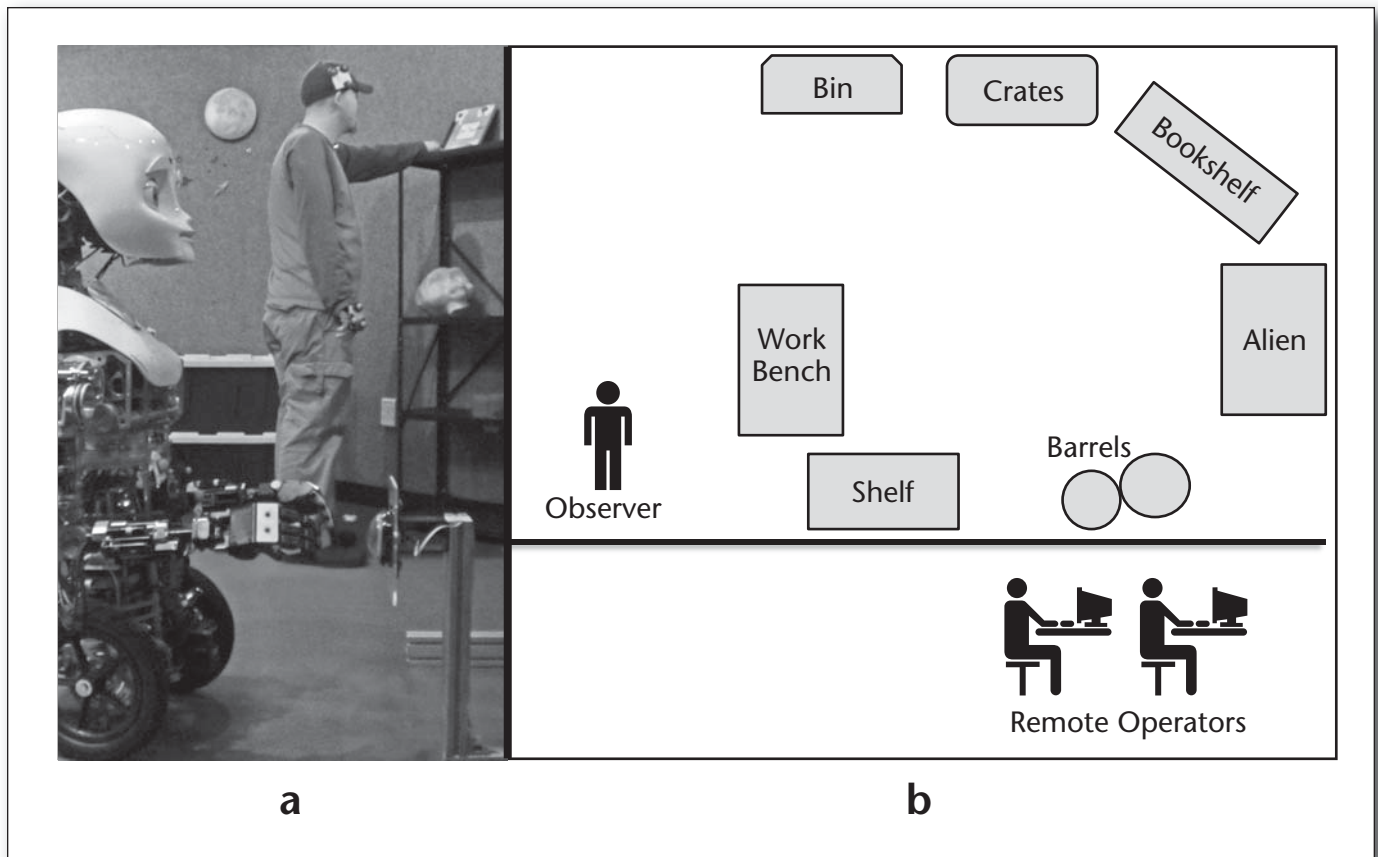 Bin
Crates
Bookshelf
Work
Bench
Alien
Barrels
Shelf
Observer
Remote Operators
a
b